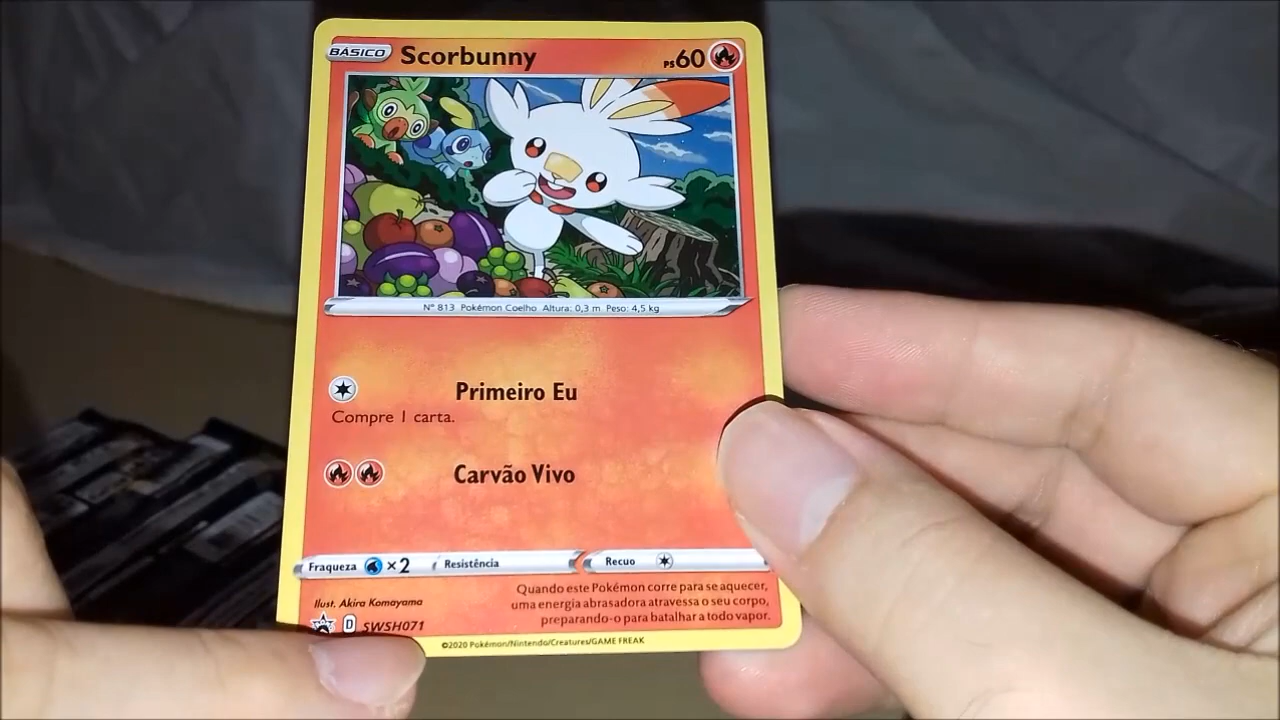 BÁSICO Scorbunny PS60
Nº 813 Pokémon Coelho Altura: 0,3 m Peso: 4,5 kg
Primeiro Eu
Compre 1 carta.
Carvão Vivo
Fraqueza ×2 Resistência Recuo
Quando este Pokémon corre para se aquecer,
uma energia abrasadora atravessa o seu corpo,
preparando-o para batalhar a todo vapor.
Ilust. Akira Komayama
D SWSH071
©2020 Pokémon/Nintendo/Creatures/GAME FREAK